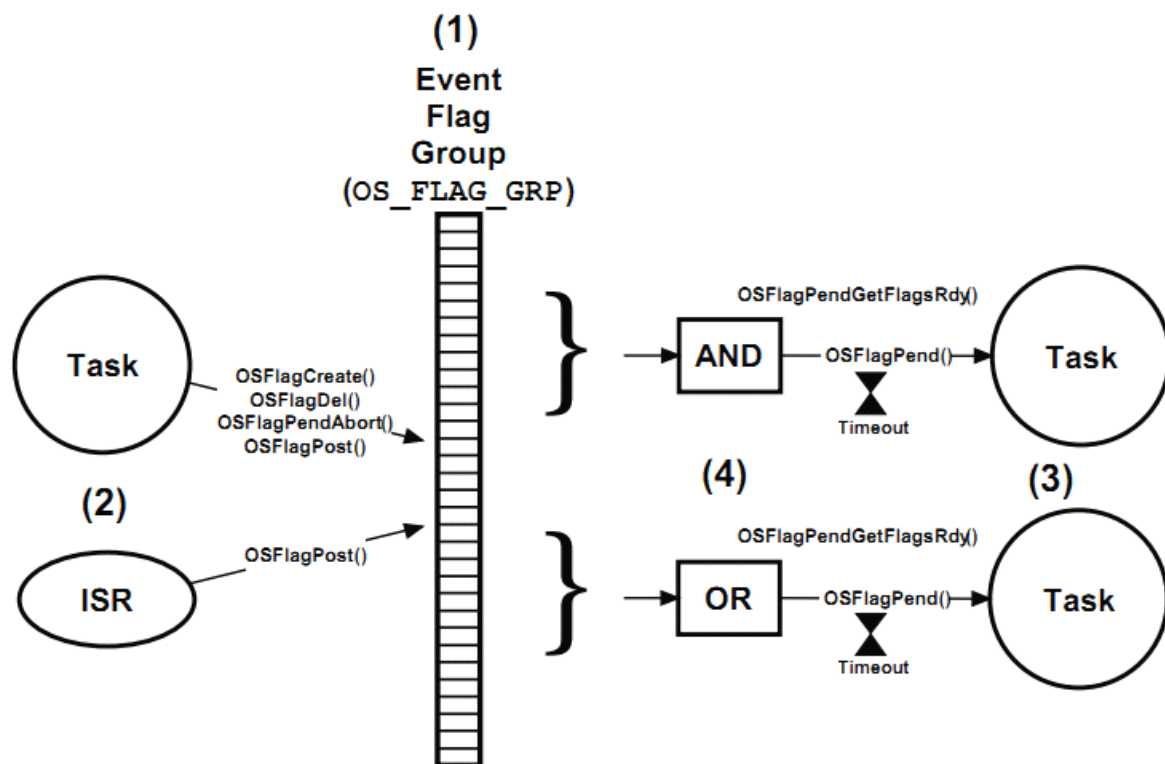 (1)
Event
Flag
Group
(OS_FLAG_GRP)
Task
OSFlagCreate()
OSFlagDel()
OSFlagPendAbort()
OSFlagPost()
(2)
ISR
OSFlagPost()
OSFlagPendGetFlagsRdy()
AND
OSFlagPend()
Timeout
Task
(4)
(3)
OSFlagPendGetFlagsRdy()
OR
OSFlagPend()
Timeout
Task